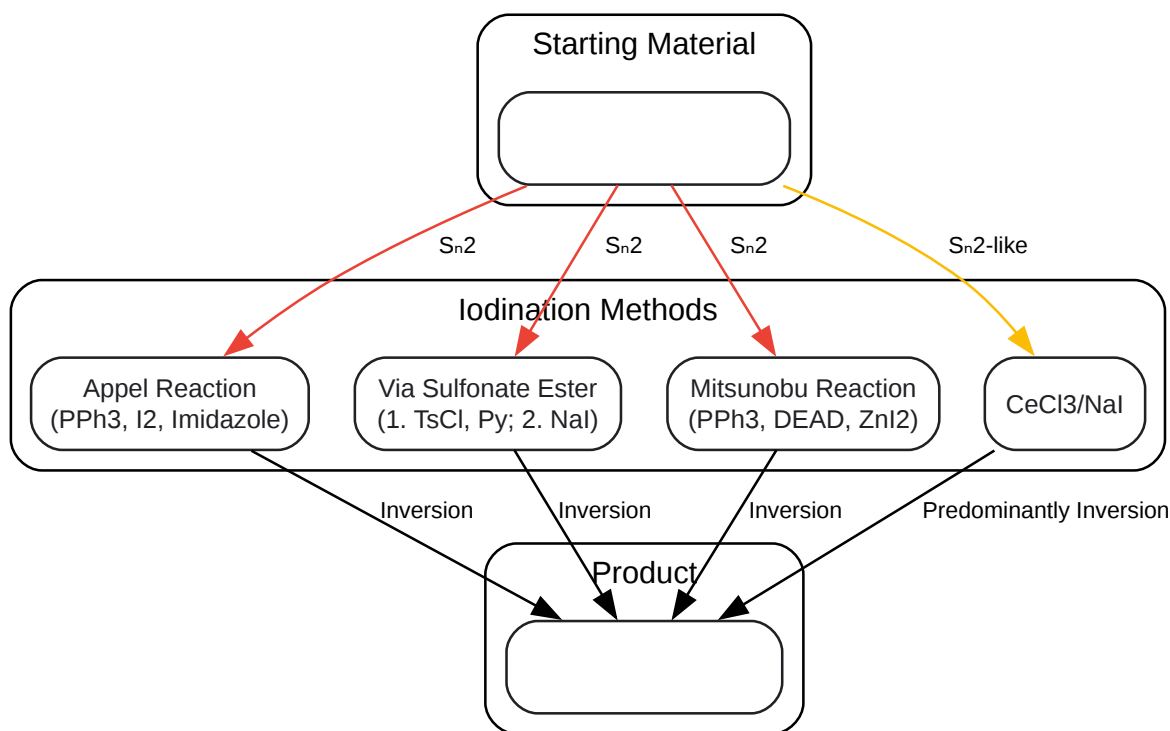 Starting Material
Sₙ2
Sₙ2
Sₙ2
Sₙ2-like
Iodination Methods
Appel Reaction
(PPh3, I2, Imidazole)
Via Sulfonate Ester
(1. TsCl, Py; 2. NaI)
Mitsunobu Reaction
(PPh3, DEAD, ZnI2)
CeCl3/NaI
Inversion
Inversion
Inversion
Predominantly Inversion
Product